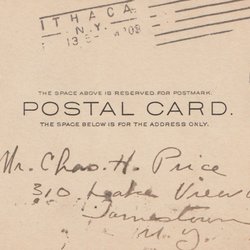 ITHACA
N.Y.
THE SPACE ABOVE IS RESERVED FOR POSTMARK.
POSTAL CARD.
THE SPACE BELOW IS FOR THE ADDRESS ONLY.
Mr. Chas. H. Price
310 Lake View
Jamestown
N.Y.